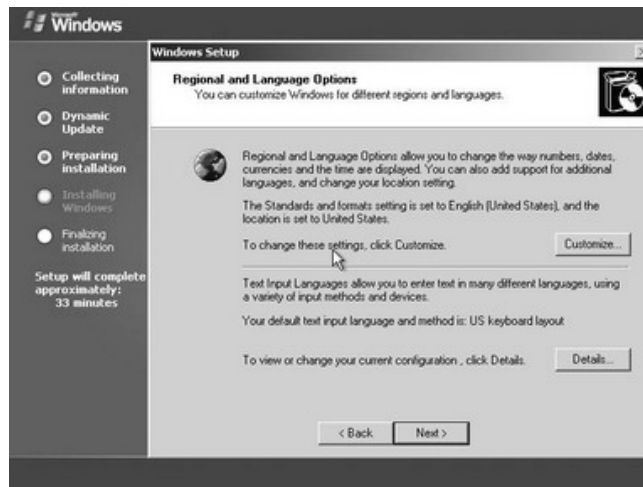 Microsoft
Windows
Windows Setup
Collecting
information
Dynamic
Update
Preparing
installation
Installing
Windows
Finalizing
installation
Setup will complete
approximately:
33 minutes
Regional and Language Options
You can customize Windows for different regions and languages.
Regional and Language Options allow you to change the way numbers, dates,
currencies and the time are displayed. You can also add support for additional
languages, and change your location setting.
The Standards and formats setting is set to English (United States), and the
location is set to United States.
To change these settings, click Customize.
Customize...
Text Input Languages allow you to enter text in many different languages, using
a variety of input methods and devices.
Your default text input language and method is: US keyboard layout
To view or change your current configuration , click Details.
Details...
< Back
Next >